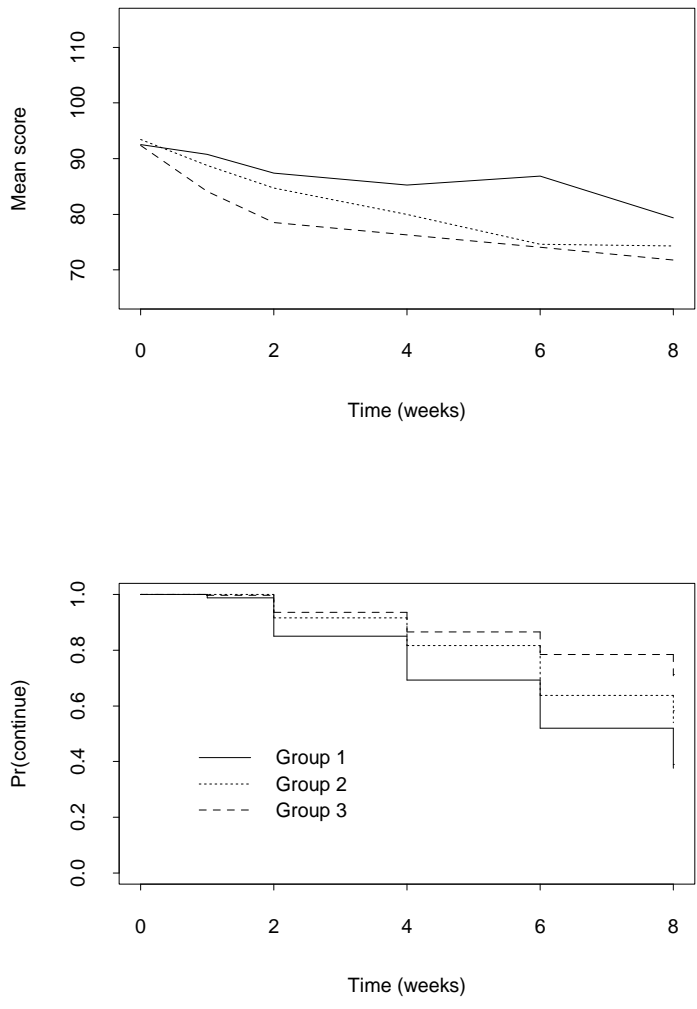 Mean score
110
100
90
80
70
0 2 4 6 8
Time (weeks)
Pr(continue)
1.0
0.8
0.6
0.4
0.2
0.0
Group 1
Group 2
Group 3
0 2 4 6 8
Time (weeks)